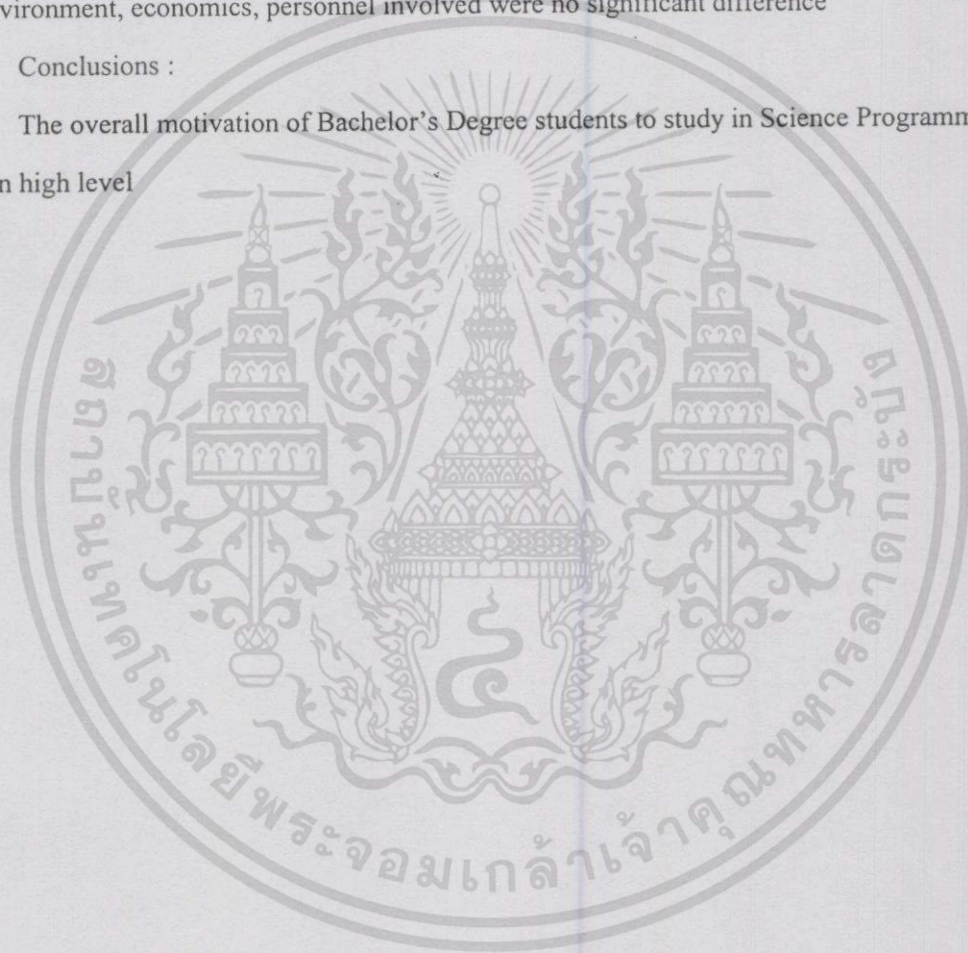 vironment, economics, personnel involved were no significant difference
Conclusions :
The overall motivation of Bachelor's Degree students to study in Science Programm
n high level
สถาบันเทคโนโลยีพระจอมเกล้าเจ้าคุณทหารลาดกระบัง